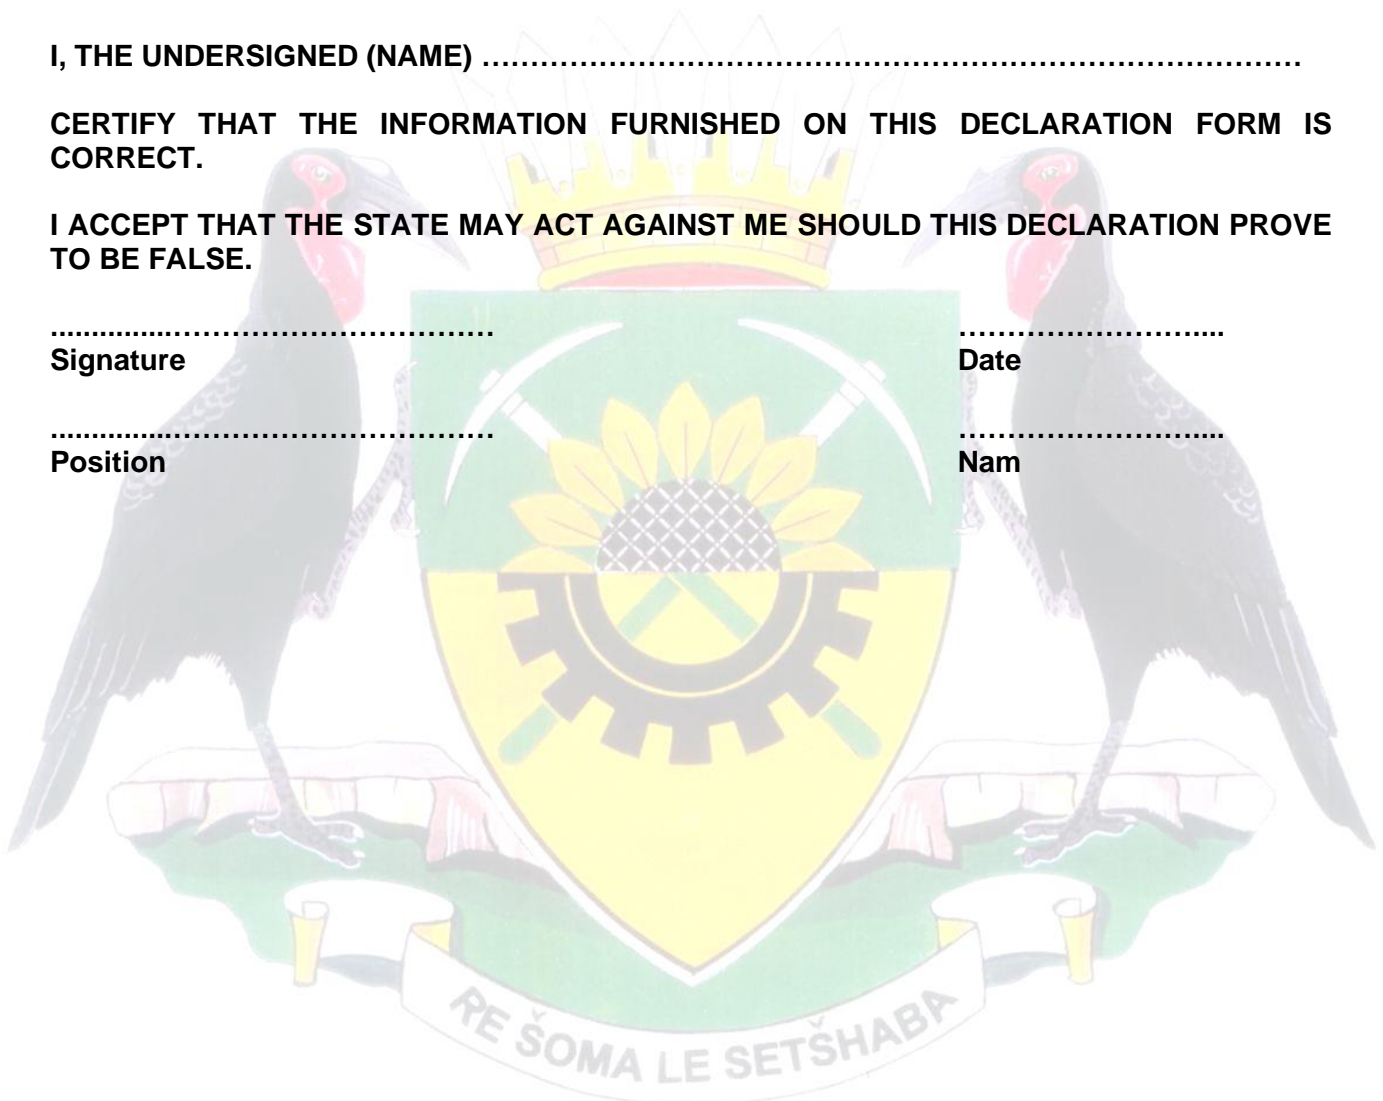 I, THE UNDERSIGNED (NAME) ……………………………………………………………………………
CERTIFY THAT THE INFORMATION FURNISHED ON THIS DECLARATION FORM IS
CORRECT.
I ACCEPT THAT THE STATE MAY ACT AGAINST ME SHOULD THIS DECLARATION PROVE
TO BE FALSE.
...............…………………………… ……………………....
Signature Date
...............…………………………… ……………………....
Position Nam
RE ŠOMA LE SETŠHABA